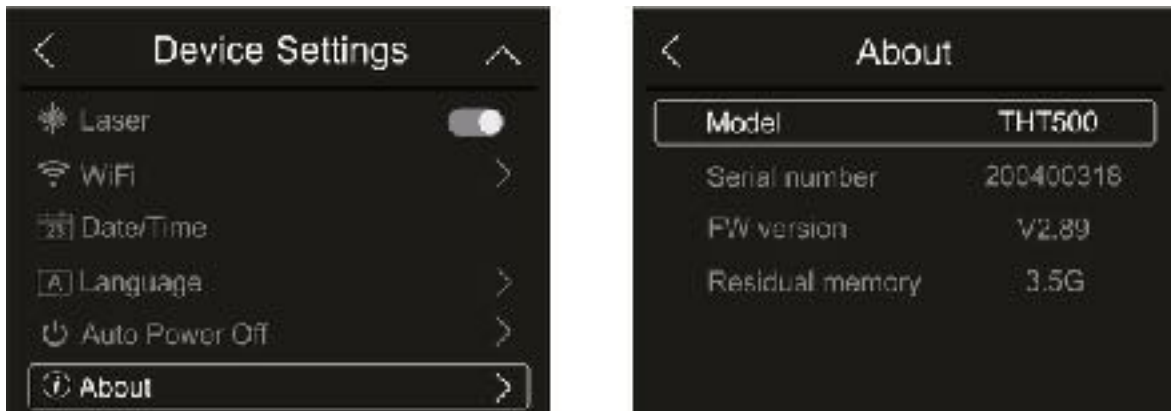 Device Settings
Laser
WiFi
23 Date/Time
A Language
Auto Power Off
i About
About
Model THT500
Serial number 200400318
FW version V2.89
Residual memory 3.5G